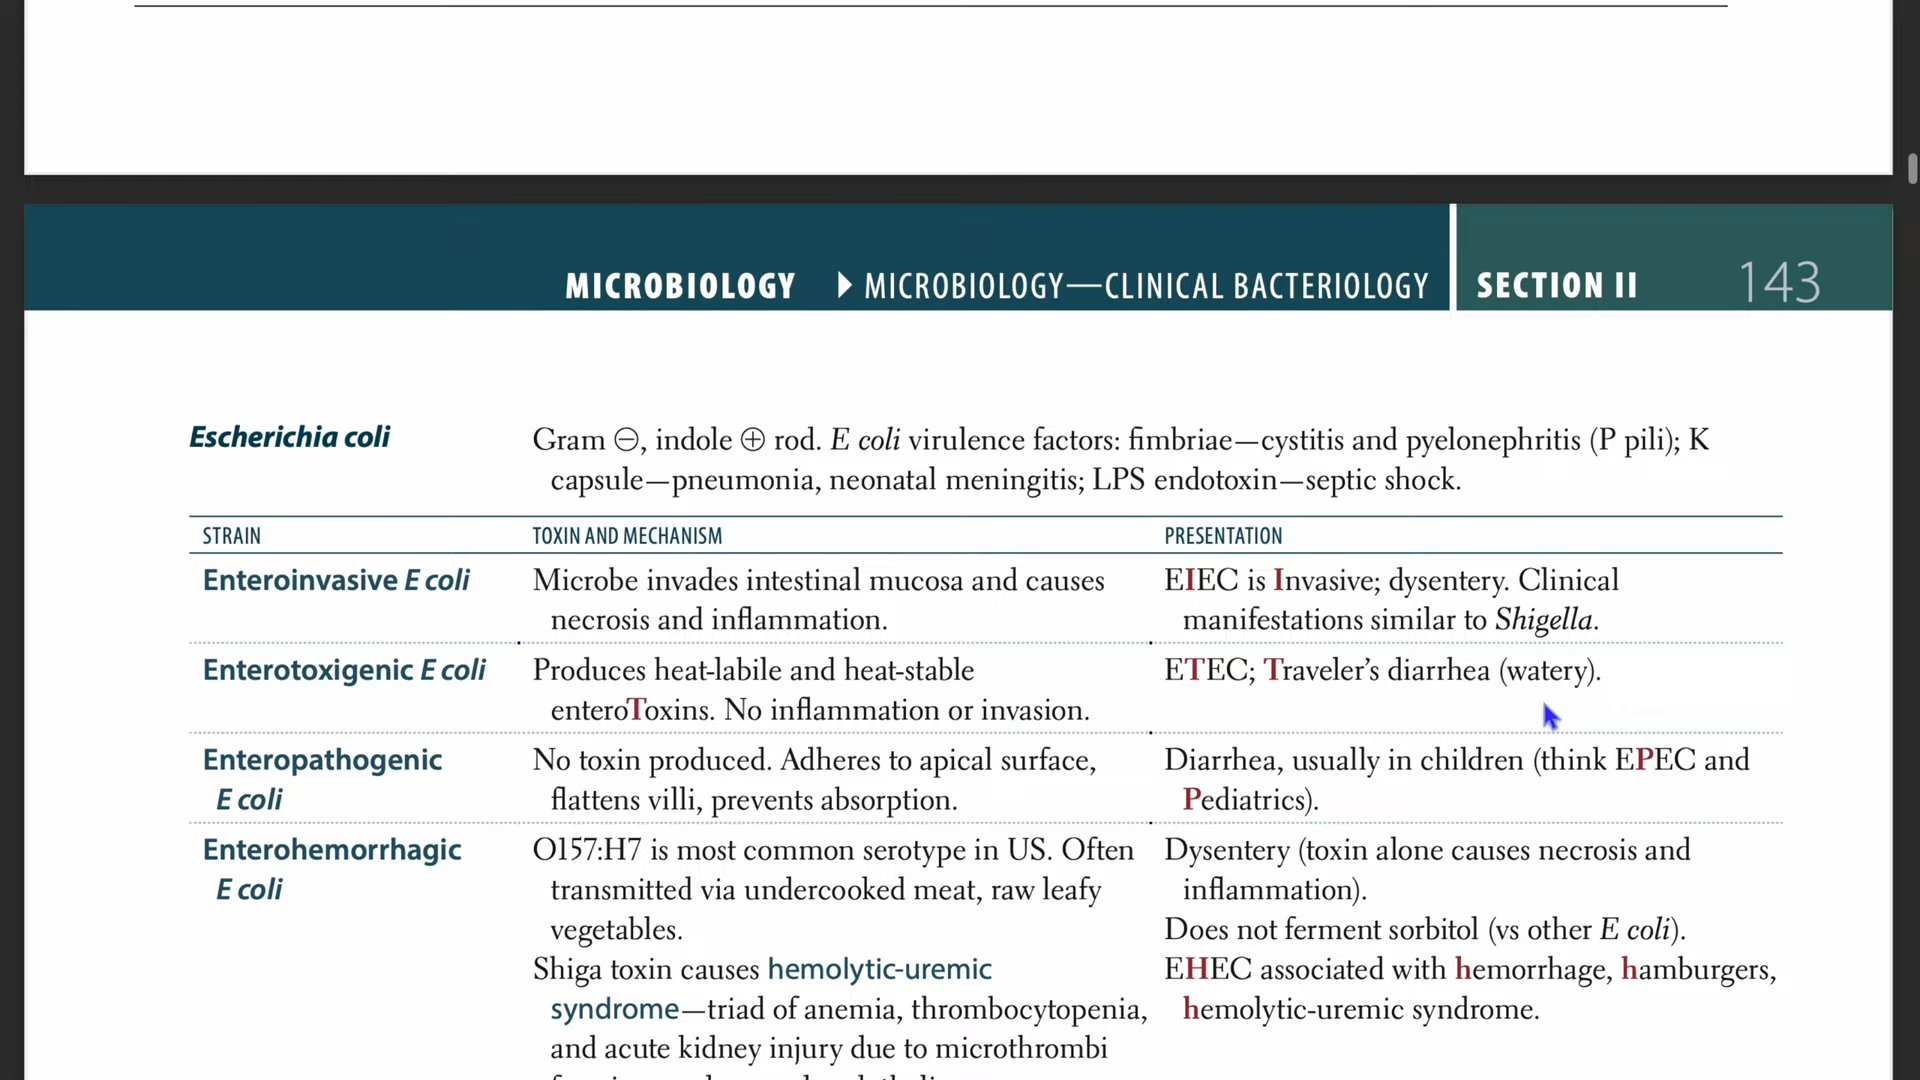 MICROBIOLOGY ▶ MICROBIOLOGY—CLINICAL BACTERIOLOGY SECTION II 143
Escherichia coli Gram ⊖, indole ⊕ rod. E coli virulence factors: fimbriae—cystitis and pyelonephritis (P pili); K
capsule—pneumonia, neonatal meningitis; LPS endotoxin—septic shock.
STRAIN TOXIN AND MECHANISM PRESENTATION
Enteroinvasive E coli
Microbe invades intestinal mucosa and causes
necrosis and inflammation.
EIEC is Invasive; dysentery. Clinical
manifestations similar to Shigella.
Enterotoxigenic E coli
Produces heat-labile and heat-stable
enteroToxins. No inflammation or invasion.
ETEC; Traveler's diarrhea (watery).
Enteropathogenic
E coli
No toxin produced. Adheres to apical surface,
flattens villi, prevents absorption.
Diarrhea, usually in children (think EPEC and
Pediatrics).
Enterohemorrhagic
E coli
O157:H7 is most common serotype in US. Often
transmitted via undercooked meat, raw leafy
vegetables.
Shiga toxin causes hemolytic-uremic
syndrome—triad of anemia, thrombocytopenia,
and acute kidney injury due to microthrombi
Dysentery (toxin alone causes necrosis and
inflammation).
Does not ferment sorbitol (vs other E coli).
EHEC associated with hemorrhage, hamburgers,
hemolytic-uremic syndrome.